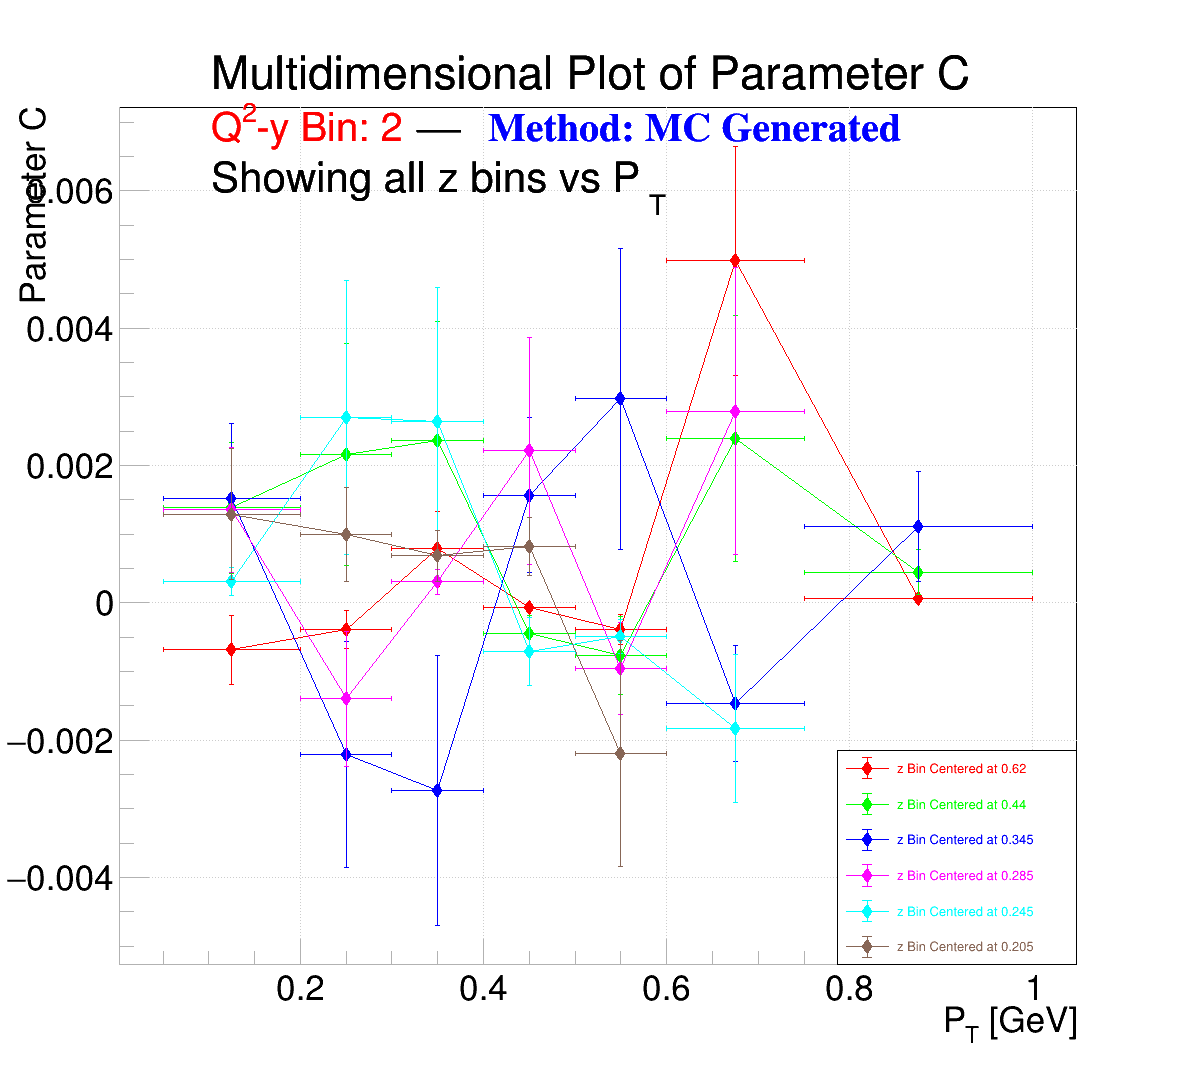 Multidimensional Plot of Parameter C
Q2-y Bin: 2 — Method: MC Generated
Showing all z bins vs PT
Parameter C
0.006
0.004
0.002
0
−0.002
−0.004
z Bin Centered at 0.62
z Bin Centered at 0.44
z Bin Centered at 0.345
z Bin Centered at 0.285
z Bin Centered at 0.245
z Bin Centered at 0.205
0.2 0.4 0.6 0.8 1
PT [GeV]